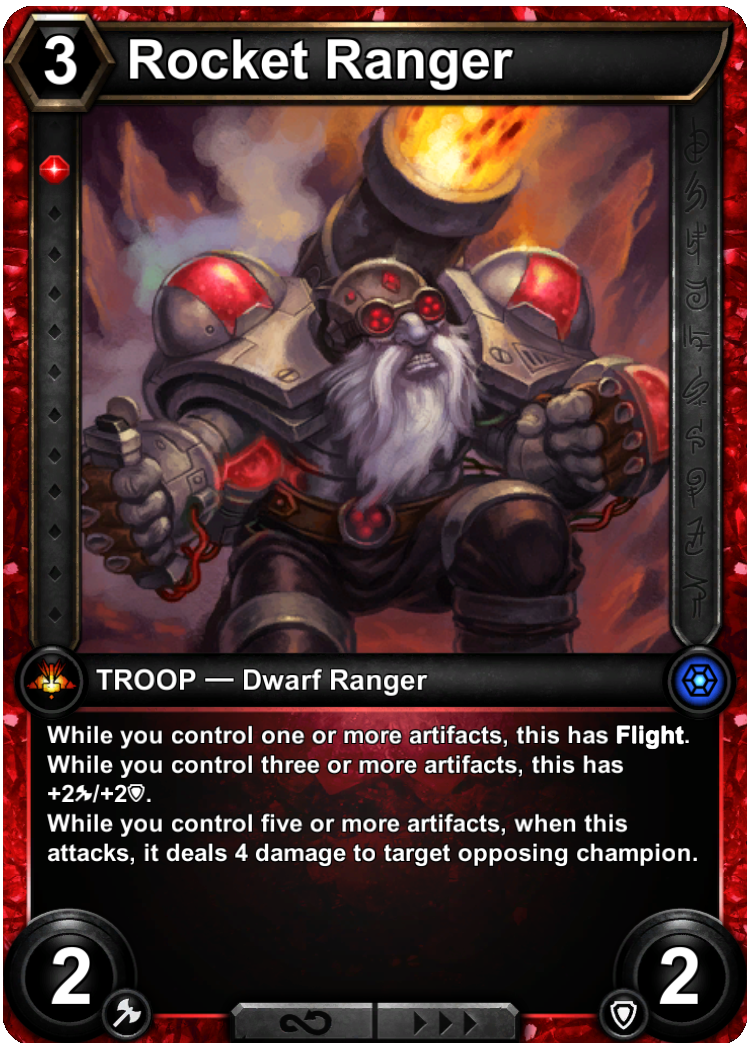 3
Rocket Ranger
TROOP — Dwarf Ranger
While you control one or more artifacts, this has Flight.
While you control three or more artifacts, this has
+2/+2.
While you control five or more artifacts, when this
attacks, it deals 4 damage to target opposing champion.
2
2